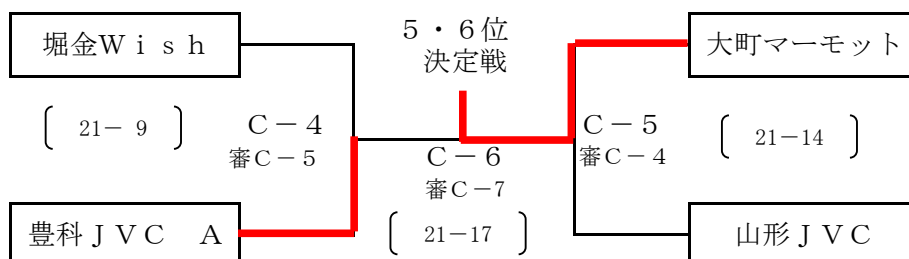 堀金Ｗｉｓｈ
５・６位
決定戦
大町マーモット
21－ 9
Ｃ－４
審Ｃ－５
Ｃ－５
審Ｃ－４
21－14
Ｃ－６
審Ｃ－７
豊科ＪＶＣ　Ａ
21－17
山形ＪＶＣ